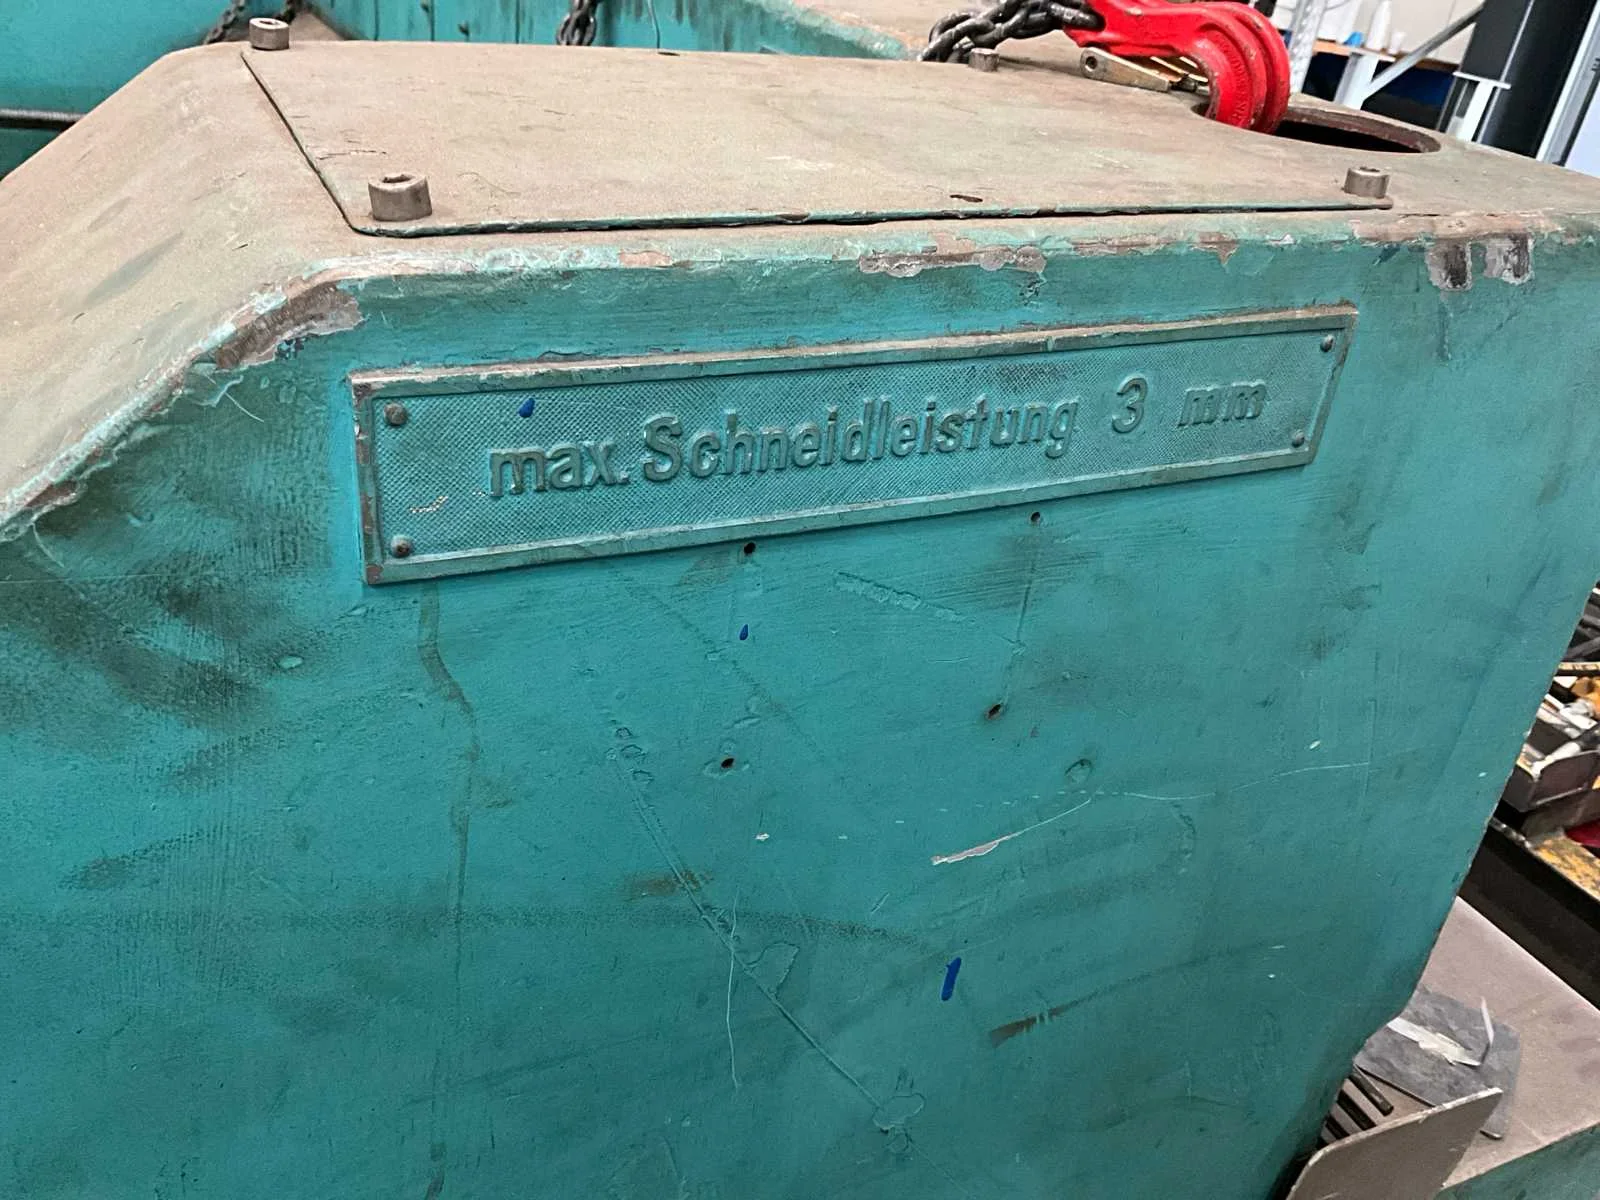 max. Schneidleistung 3 mm